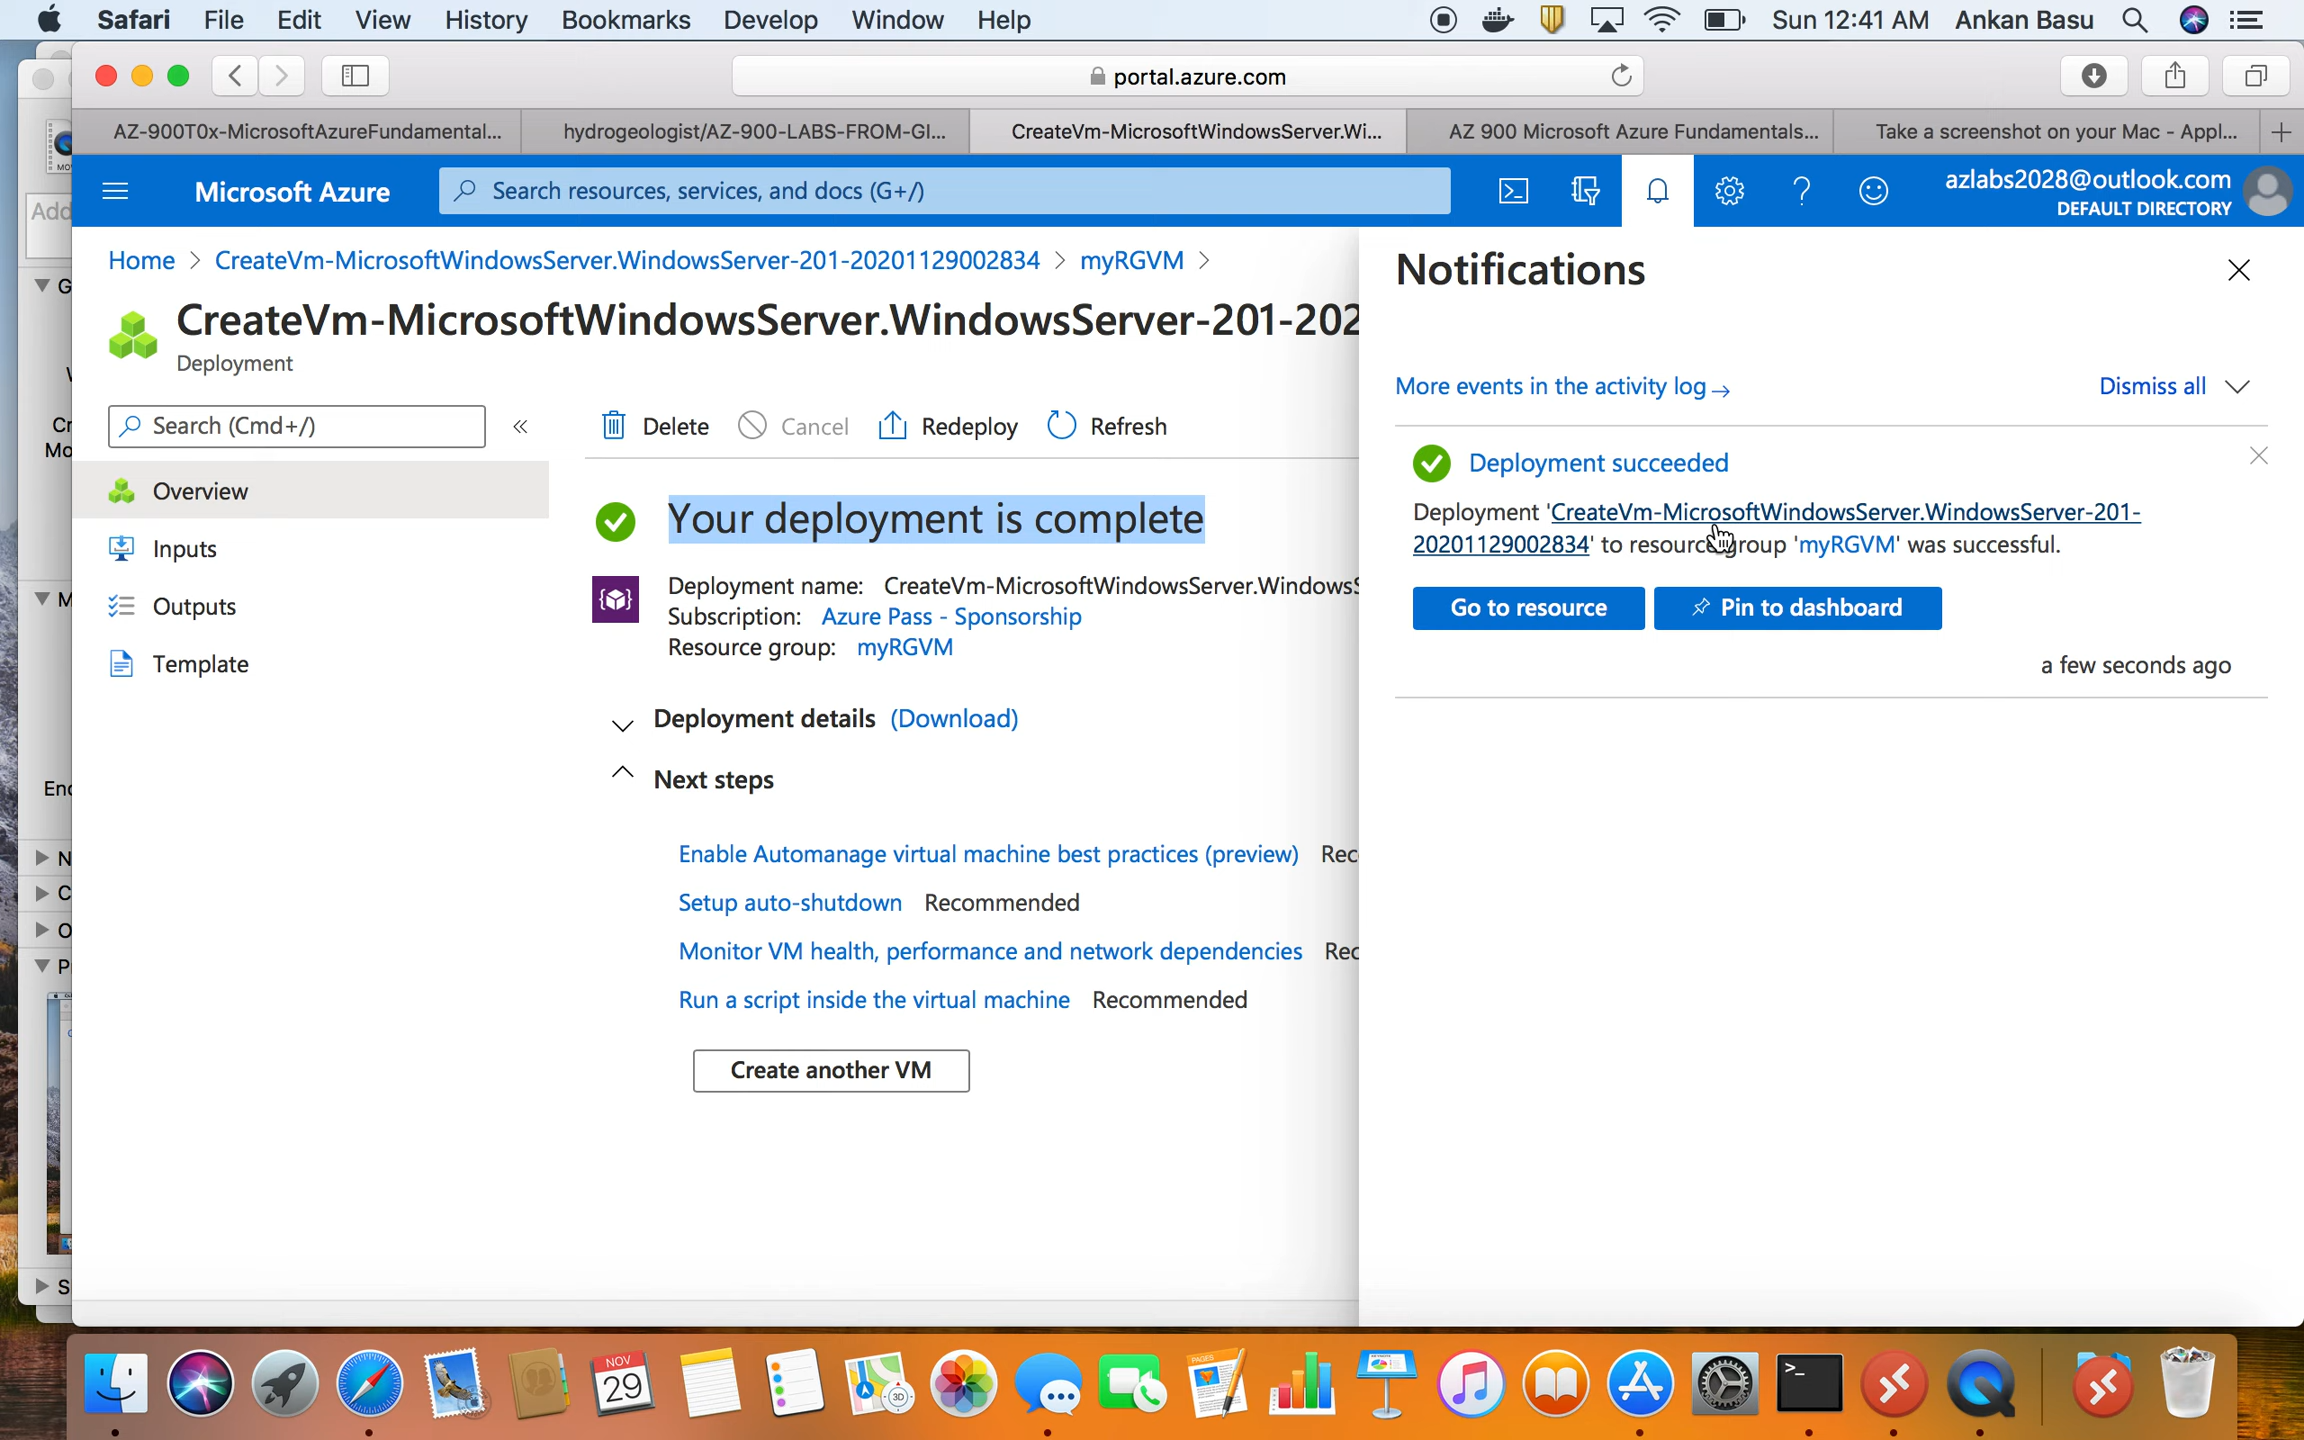 Safari File Edit View History Bookmarks Develop Window Help Sun 12:41 AM Ankan Basu
portal.azure.com
AZ-900T0x-MicrosoftAzureFundamental... hydrogeologist/AZ-900-LABS-FROM-GI... CreateVm-MicrosoftWindowsServer.Wi... AZ 900 Microsoft Azure Fundamentals... Take a screenshot on your Mac - Appl...
Microsoft Azure Search resources, services, and docs (G+/) azlabs2028@outlook.com
DEFAULT DIRECTORY
Home > CreateVm-MicrosoftWindowsServer.WindowsServer-201-20201129002834 > myRGVM >
CreateVm-MicrosoftWindowsServer.WindowsServer-201-202
Deployment
Search (Cmd+/)
Overview
Inputs
Outputs
Template
Delete Cancel Redeploy Refresh
Your deployment is complete
Deployment name: CreateVm-MicrosoftWindowsServer.WindowsS
Subscription: Azure Pass - Sponsorship
Resource group: myRGVM
Deployment details (Download)
Next steps
Enable Automanage virtual machine best practices (preview) Rec
Setup auto-shutdown Recommended
Monitor VM health, performance and network dependencies Rec
Run a script inside the virtual machine Recommended
Create another VM
Notifications
More events in the activity log →
Dismiss all
Deployment succeeded
Deployment 'CreateVm-MicrosoftWindowsServer.WindowsServer-201-
20201129002834' to resource group 'myRGVM' was successful.
Go to resource
Pin to dashboard
a few seconds ago
Add
G
Cr
Mo
M
Enc
N
C
O
P
S
NOV
29
3D
PAGES